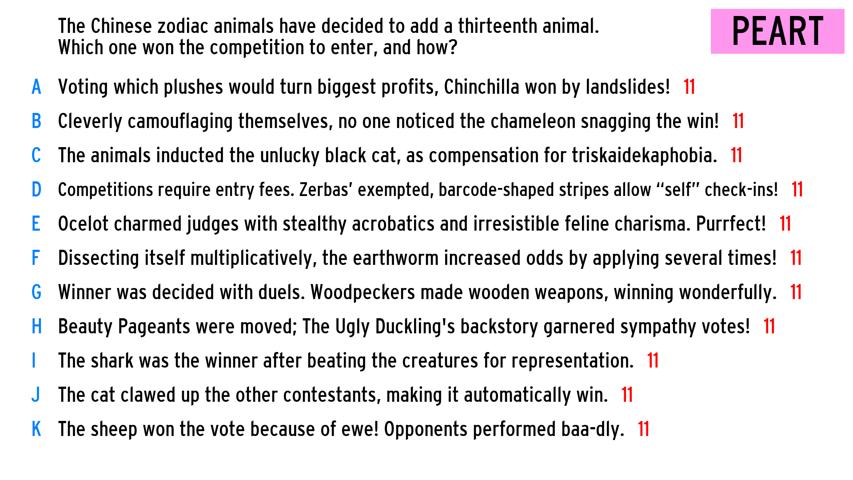 The Chinese zodiac animals have decided to add a thirteenth animal.
Which one won the competition to enter, and how?
PEART
A Voting which plushes would turn biggest profits, Chinchilla won by landslides! 11
B Cleverly camouflaging themselves, no one noticed the chameleon snagging the win! 11
C The animals inducted the unlucky black cat, as compensation for triskaidekaphobia. 11
D Competitions require entry fees. Zerbas’ exempted, barcode-shaped stripes allow “self” check-ins! 11
E Ocelot charmed judges with stealthy acrobatics and irresistible feline charisma. Purrfect! 11
F Dissecting itself multiplicatively, the earthworm increased odds by applying several times! 11
G Winner was decided with duels. Woodpeckers made wooden weapons, winning wonderfully. 11
H Beauty Pageants were moved; The Ugly Duckling's backstory garnered sympathy votes! 11
I The shark was the winner after beating the creatures for representation. 11
J The cat clawed up the other contestants, making it automatically win. 11
K The sheep won the vote because of ewe! Opponents performed baa-dly. 11